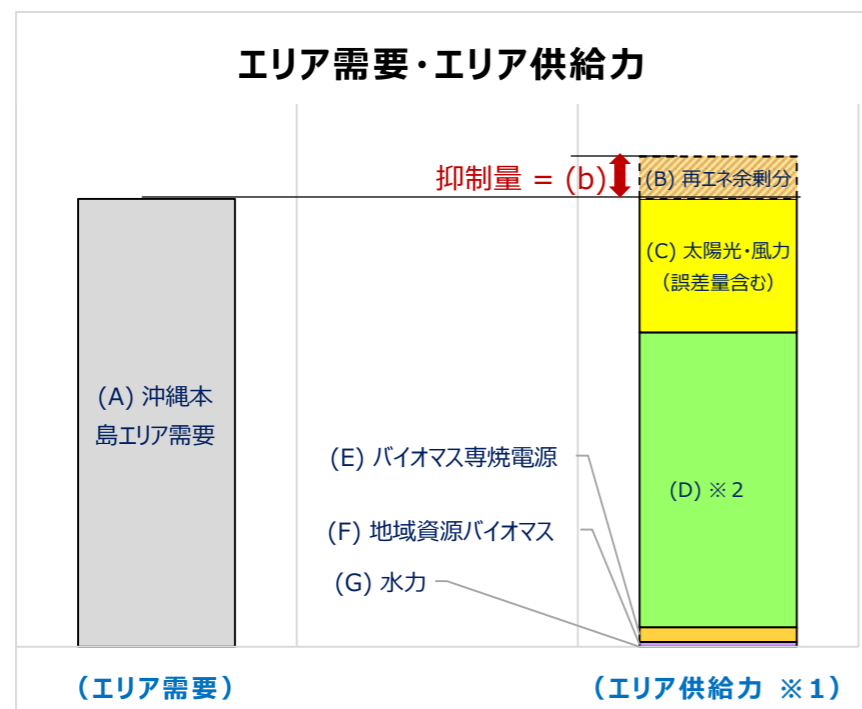 エリア需要・エリア供給力
抑制量 = (b)
(B) 再エネ余剰分
(C) 太陽光・風力
（誤差量含む）
(A) 沖縄本
島エリア需要
(D) ※2
(E) バイオマス専焼電源
(F) 地域資源バイオマス
(G) 水力
（エリア需要）
（エリア供給力 ※1）